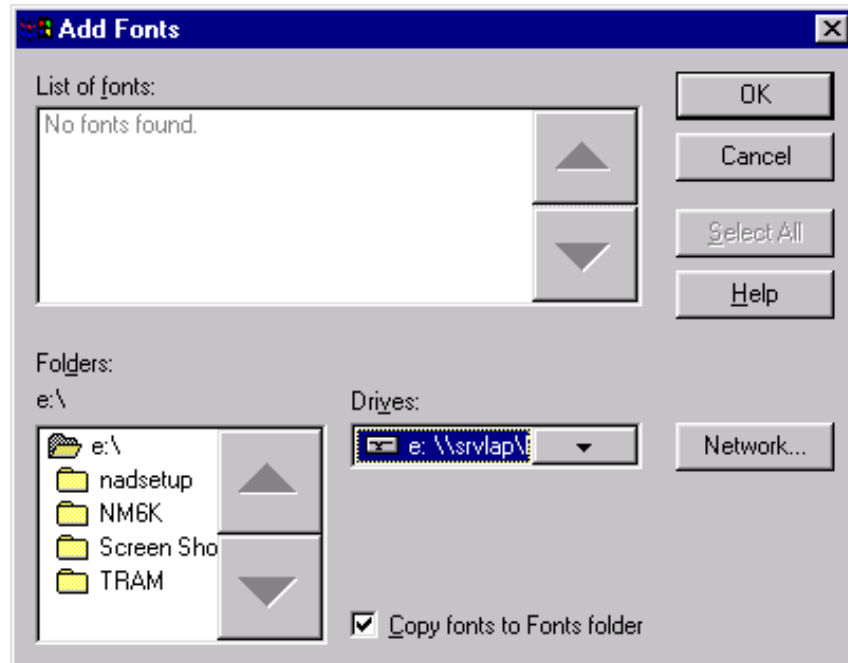 Add Fonts
List of fonts:
No fonts found.
OK
Cancel
Select All
Help
Folders:
e:\
e:\
nadsetup
NM6K
Screen Sho
TRAM
Drives:
e: \\srvlap\
Network...
Copy fonts to Fonts folder